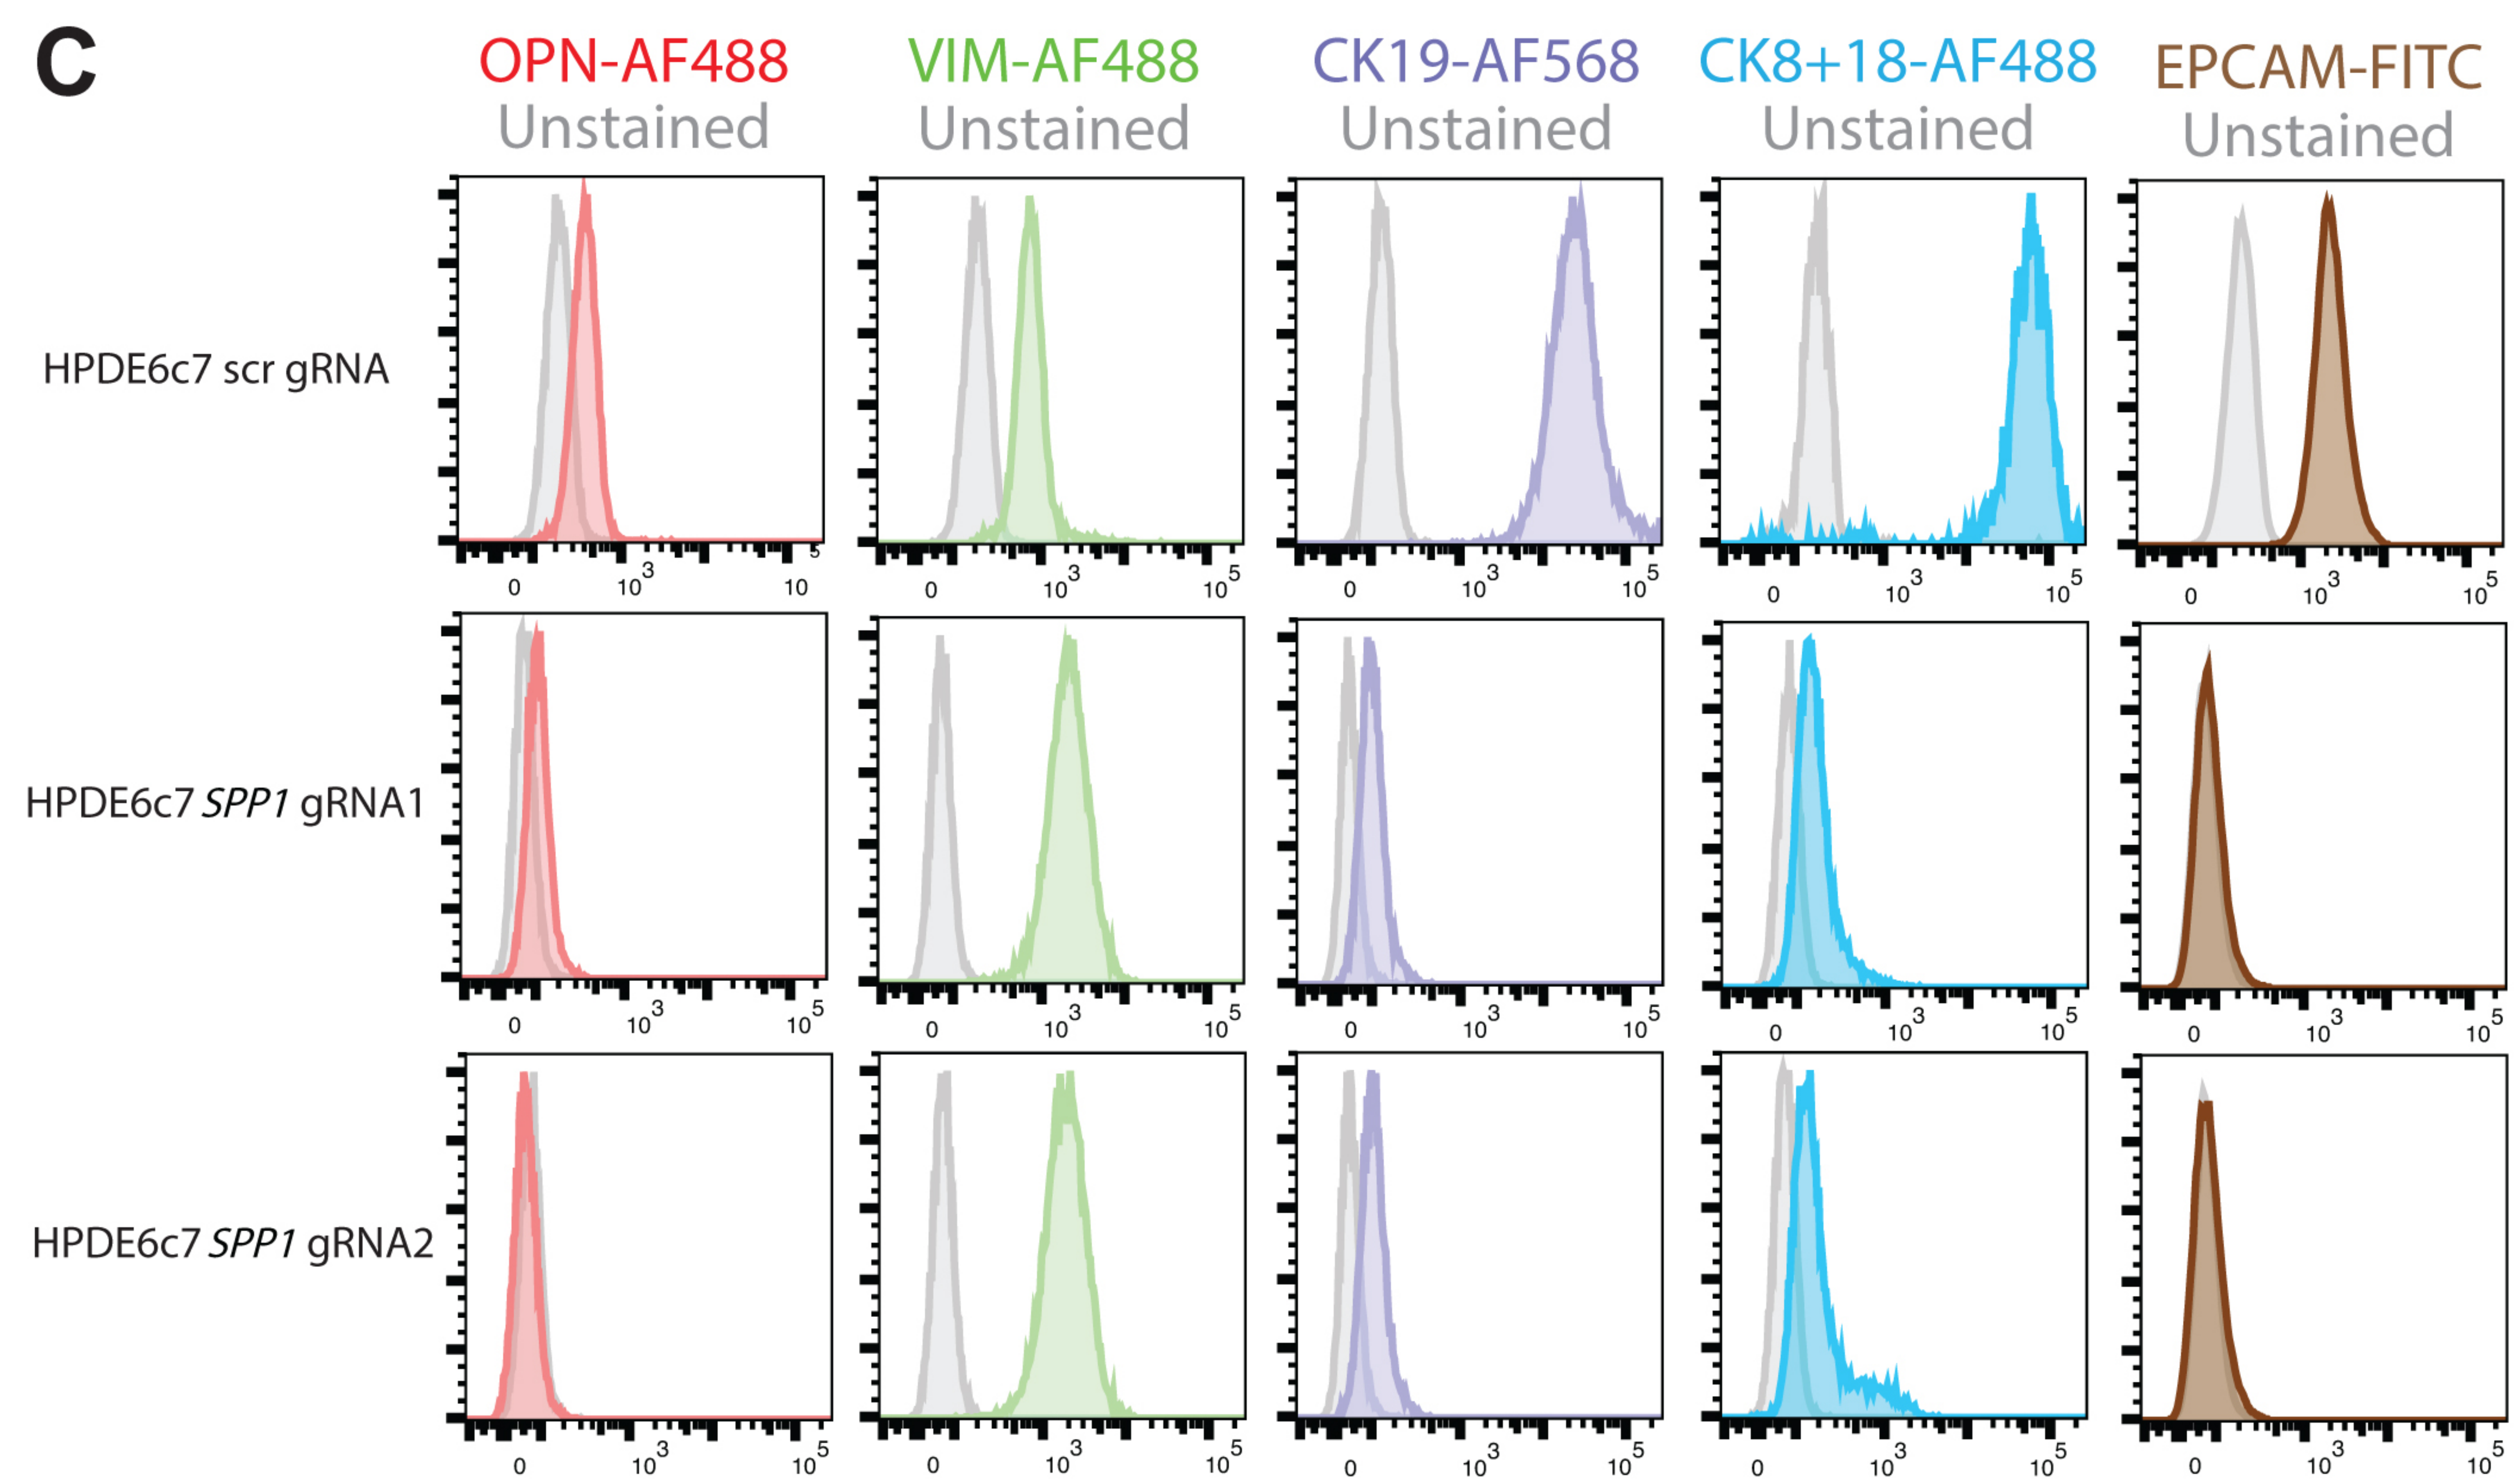 C
OPN-AF488 VIM-AF488 CK19-AF568 CK8+18-AF488 EPCAM-FITC
Unstained Unstained Unstained Unstained Unstained
HPDE6c7 scr gRNA
5
0 10 3 10
0 10 3 10 5
0 10 3 10 5
0 10 3 10 5
0 10 3 10 5
HPDE6c7 SPP1 gRNA1
0 10 3 10 5
0 10 3 10 5
0 10 3 10 5
0 10 3 10 5
0 10 3 10 5
HPDE6c7 SPP1 gRNA2
0 10 3 10 5
0 10 3 10 5
0 10 3 10 5
0 10 3 10 5
0 10 3 10 5